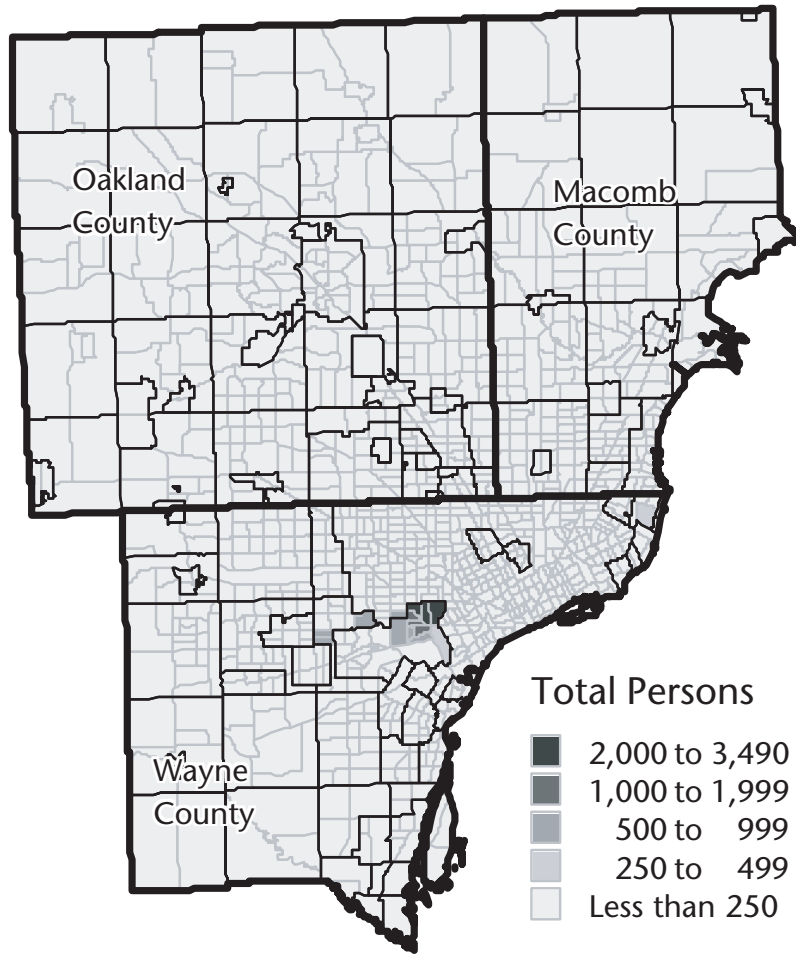 Oakland
County
Macomb
County
Wayne
County
Total Persons
2,000 to 3,490
1,000 to 1,999
500 to 999
250 to 499
Less than 250